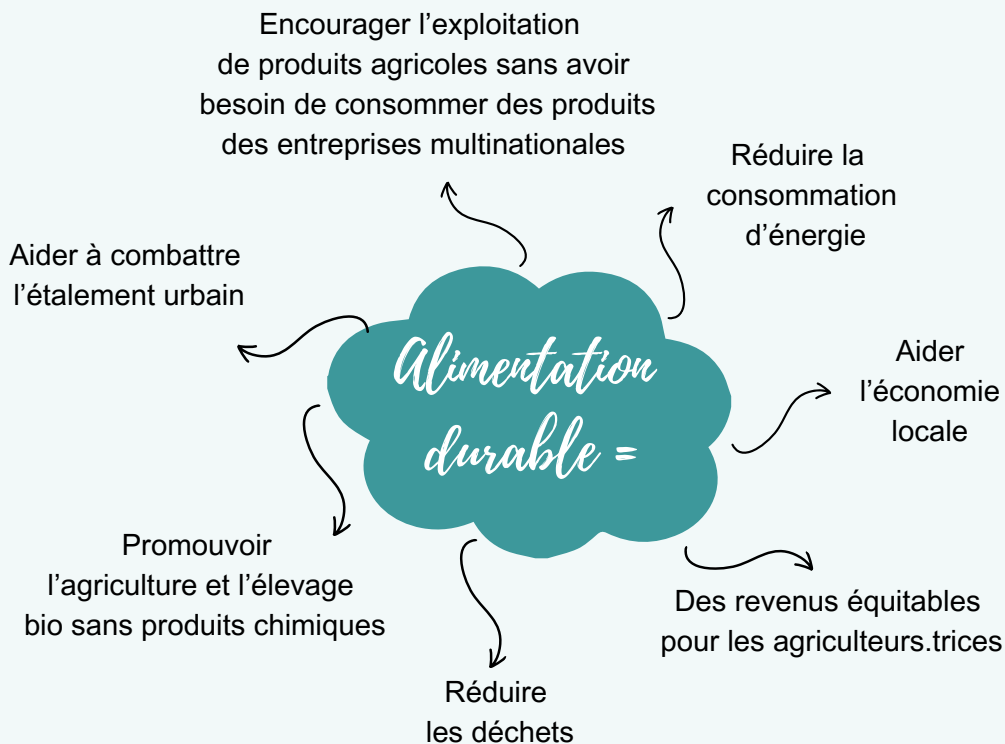 Encourager l’exploitation
de produits agricoles sans avoir
besoin de consommer des produits
des entreprises multinationales
Réduire la
consommation
d’énergie
Aider à combattre
l’étalement urbain
Alimentation
durable =
Aider
l’économie
locale
Promouvoir
l’agriculture et l’élevage
bio sans produits chimiques
Des revenus équitables
pour les agriculteurs.trices
Réduire
les déchets